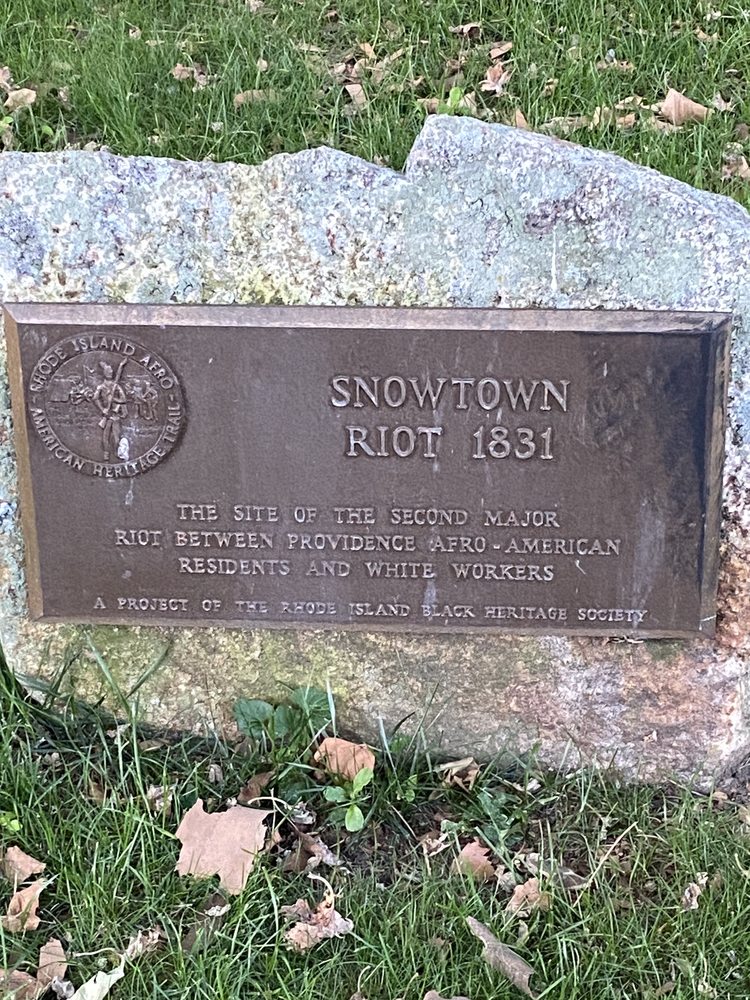 RHODE ISLAND AFRO-
AMERICAN HERITAGE TRAIL
SNOWTOWN
RIOT 1831
THE SITE OF THE SECOND MAJOR
RIOT BETWEEN PROVIDENCE AFRO-AMERICAN
RESIDENTS AND WHITE WORKERS
A PROJECT OF THE RHODE ISLAND BLACK HERITAGE SOCIETY